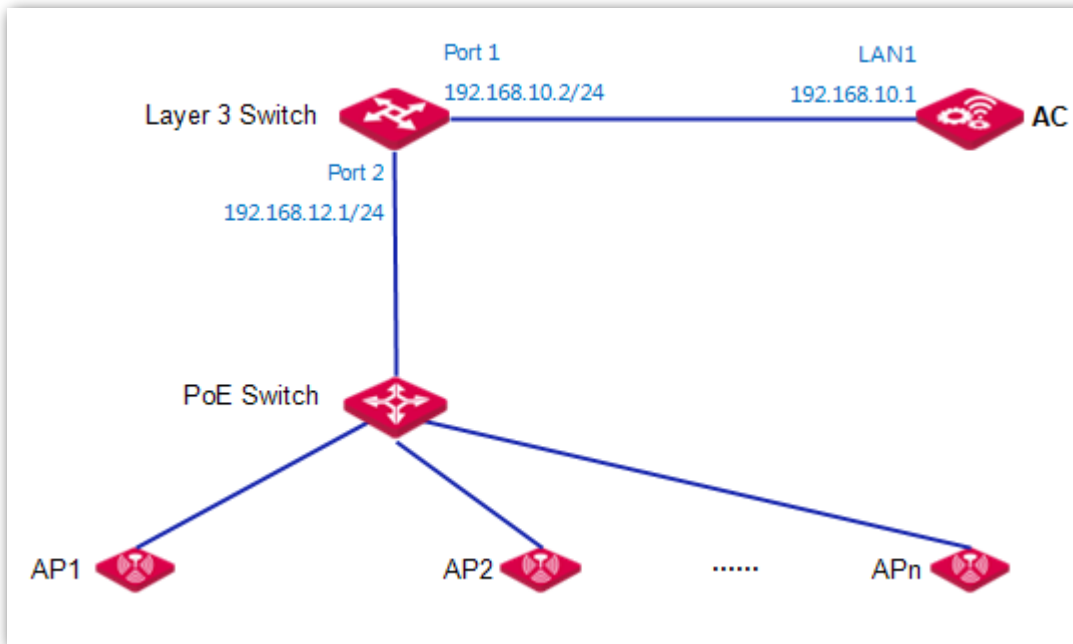 Port 1
LAN1
192.168.10.2/24
192.168.10.1
Layer 3 Switch
AC
Port 2
192.168.12.1/24
PoE Switch
AP1
AP2
......
APn